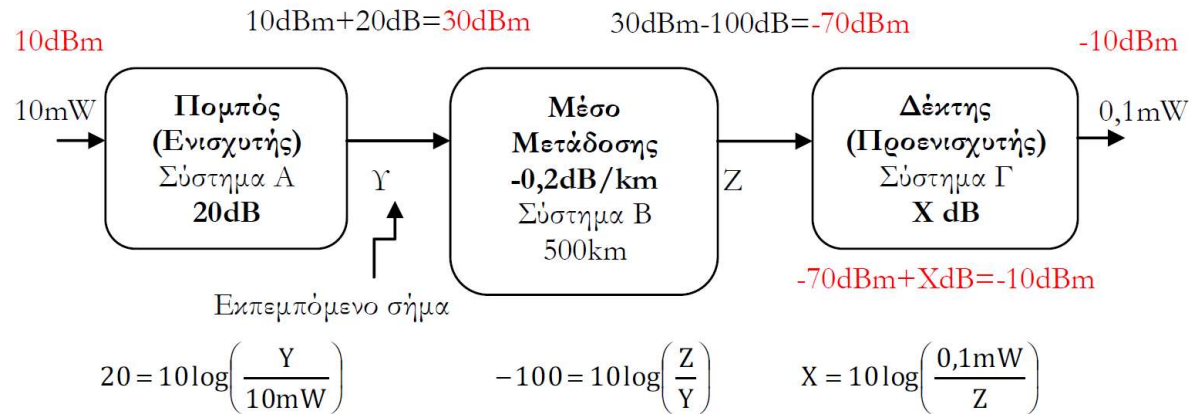 10dBm+20dB=30dBm
30dBm-100dB=-70dBm
10dBm
-10dBm
10mW
Πομπός
(Ενισχυτής)
Σύστημα Α
20dB
Υ
Μέσο
Μετάδοσης
-0,2dB/km
Σύστημα Β
500km
Ζ
Δέκτης
(Προενισχυτής)
Σύστημα Γ
X dB
0,1mW
-70dBm+XdB=-10dBm
Εκπεμπόμενο σήμα
20=10log(Y/10mW)
−100=10log(Z/Y)
X=10log(0,1mW/Z)